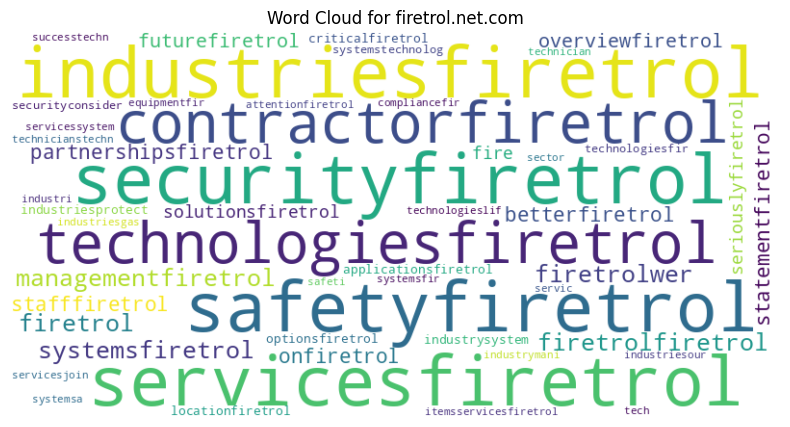 Word Cloud for firetrol.net.com
successtechn
futurefiretrol
criticalfiretrol
overviewfiretrol
systemstechnolog
technician
industriesfiretrol
securityconsider
equipmentfir
attentionfiretrol
compliancefir
contractorfiretrol
servicessystem
technicianstechn
partnershipsfiretrol
fire
technologiesfir
sector
seriouslyfiretrol
statementfiretrol
securityfiretrol
industri
industriesprotect
solutionsfiretrol
technologieslif
betterfiretrol
industriesgas
technologiesfiretrol
managementfiretrol
applicationsfiretrol
firetrolwer
safeti
systemsfir
servic
stafffiretrol
safetyfiretrol
firetrol
systemsfiretrol
optionsfiretrol
industrysystem
firetrolfiretrol
onfiretrol
industrymani
industriesour
servicesjoin
servicesfiretrol
systemsa
locationfiretrol
itemsservicesfiretrol
tech